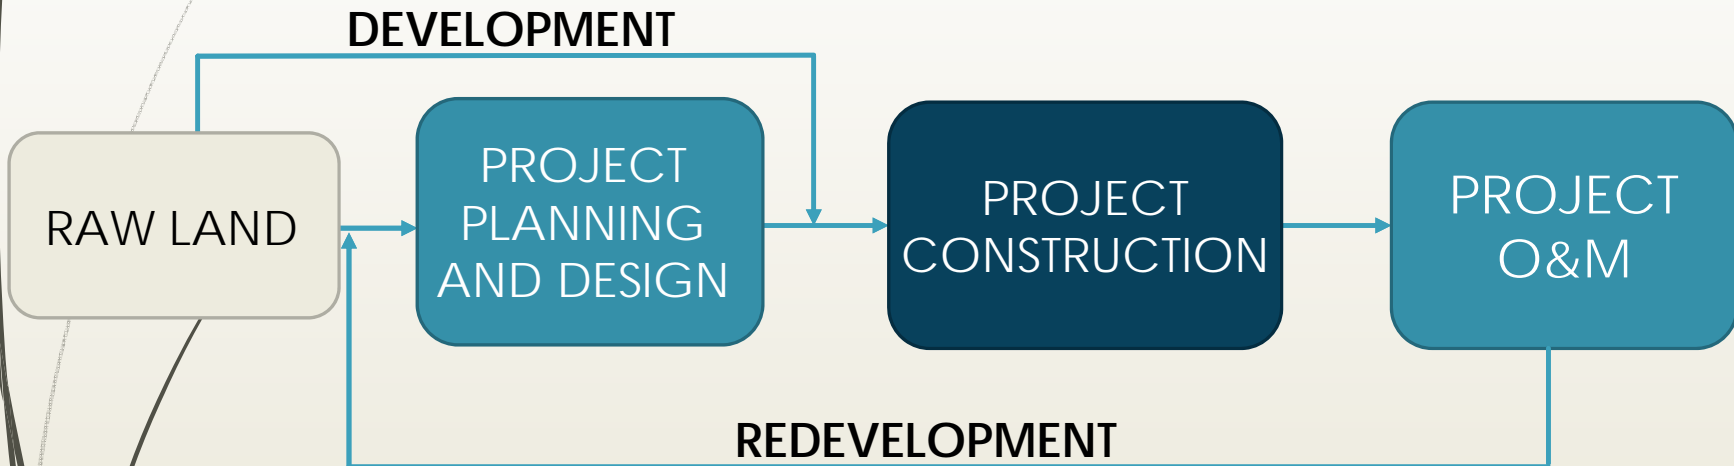 DEVELOPMENT
RAW LAND
PROJECT
PLANNING
AND DESIGN
PROJECT
CONSTRUCTION
PROJECT
O&M
REDEVELOPMENT